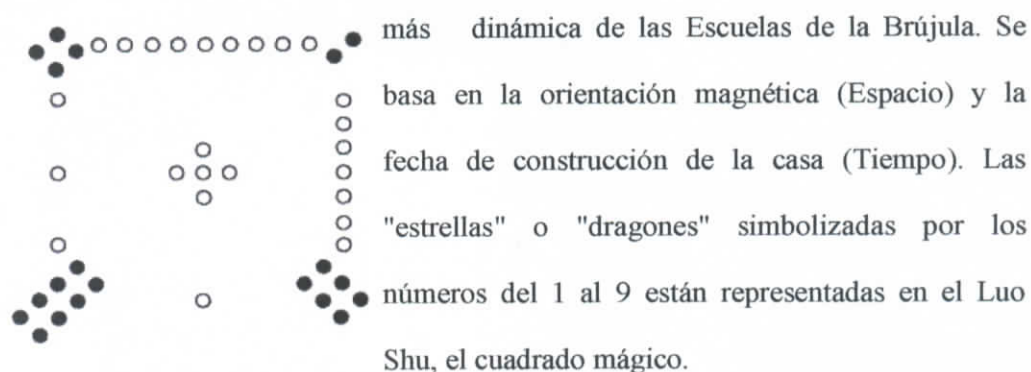 más dinámica de las Escuelas de la Brújula. Se
basa en la orientación magnética (Espacio) y la
fecha de construcción de la casa (Tiempo). Las
"estrellas" o "dragones" simbolizadas por los
números del 1 al 9 están representadas en el Luo
Shu, el cuadrado mágico.